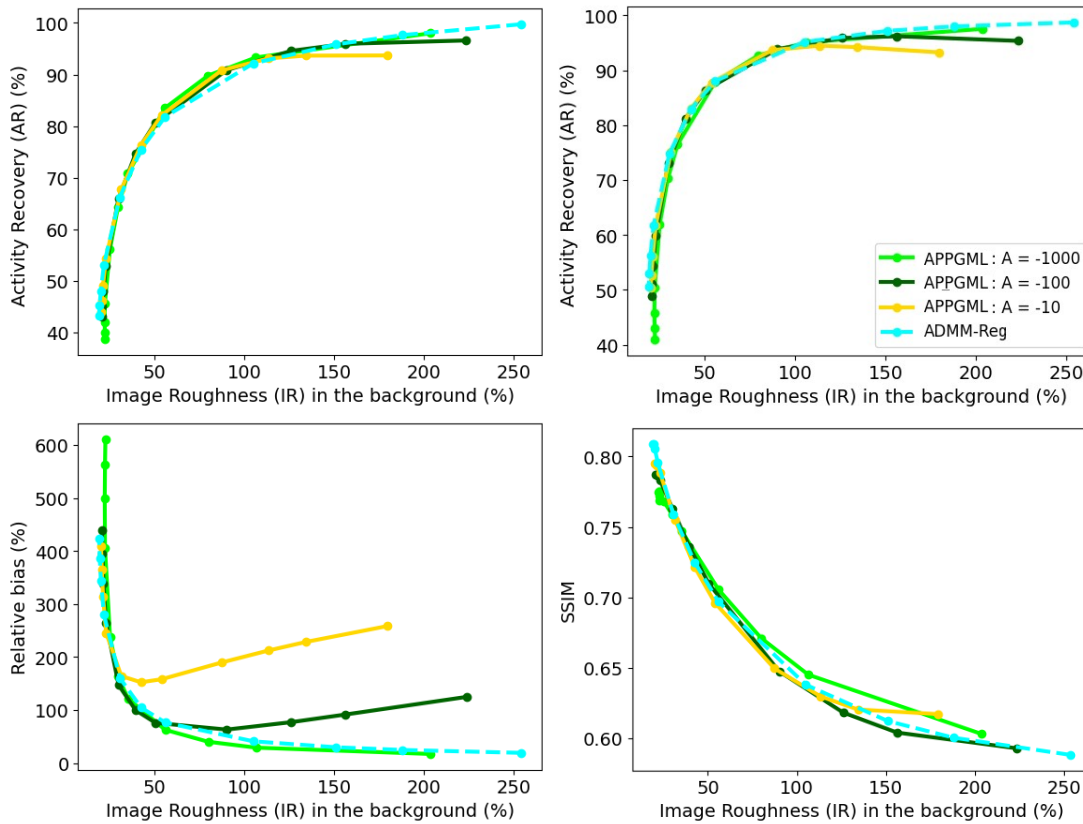 100
90
80
70
60
50
40
Activity Recovery (AR) (%)
50 100 150 200 250
Image Roughness (IR) in the background (%)
100
90
80
70
60
50
40
Activity Recovery (AR) (%)
APPGML : A = -1000
APPGML : A = -100
APPGML : A = -10
ADMM-Reg
50 100 150 200 250
Image Roughness (IR) in the background (%)
600
500
400
300
200
100
0
Relative bias (%)
50 100 150 200 250
Image Roughness (IR) in the background (%)
0.80
0.75
0.70
0.65
0.60
SSIM
50 100 150 200 250
Image Roughness (IR) in the background (%)